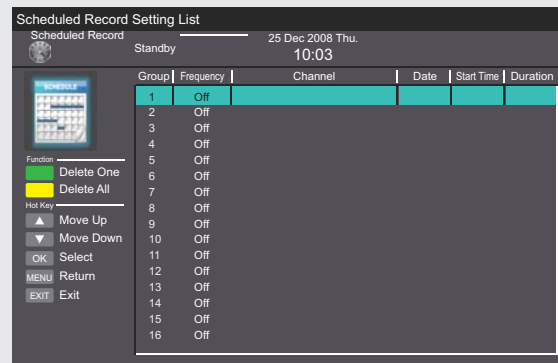 Scheduled Record Setting List
Scheduled Record
Standby
25 Dec 2008 Thu.
10:03
SCHEDULE
Group Frequency Channel Date Start Time Duration
1 Off
2 Off
3 Off
4 Off
5 Off
6 Off
7 Off
8 Off
9 Off
10 Off
11 Off
12 Off
13 Off
14 Off
15 Off
16 Off
Function
Delete One
Delete All
Hot Key
Move Up
Move Down
OK Select
MENU Return
EXIT Exit